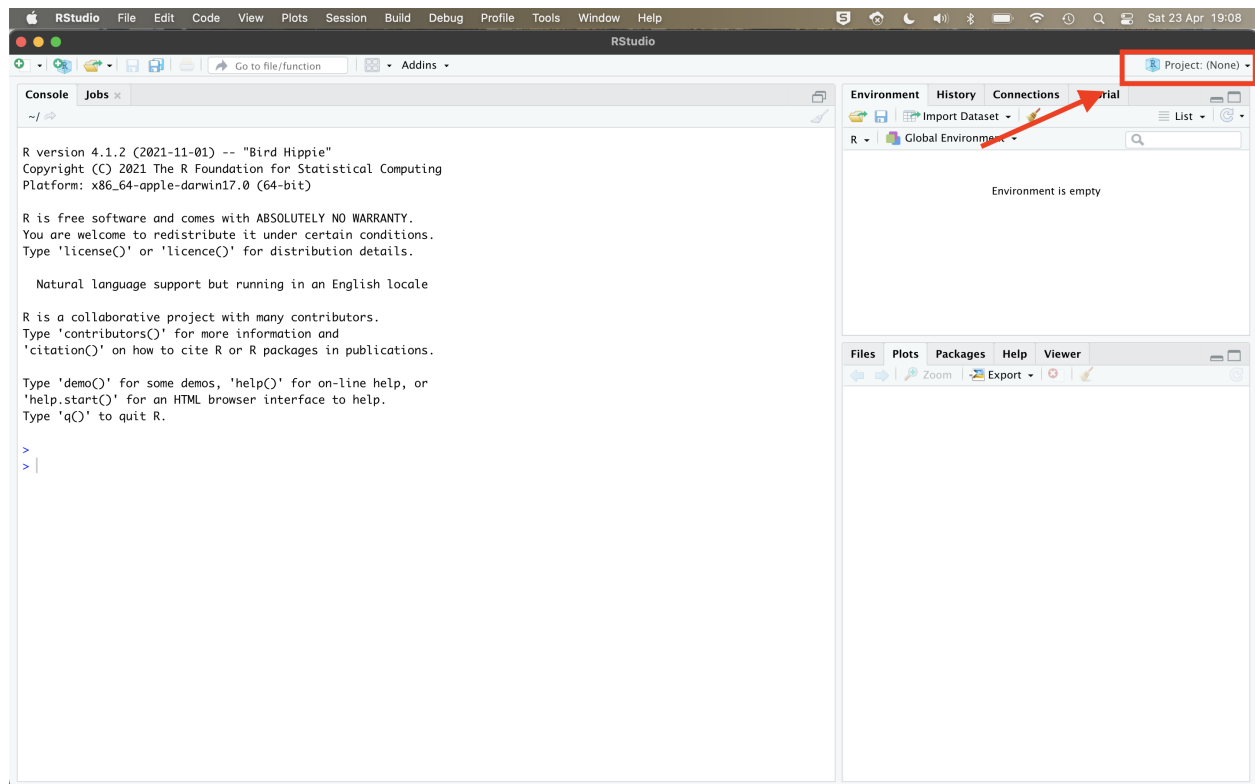 RStudio File Edit Code View Plots Session Build Debug Profile Tools Window Help Sat 23 Apr 19:08
RStudio
Go to file/function Addins Project: (None)
Console Jobs
~/
R version 4.1.2 (2021-11-01) -- "Bird Hippie"
Copyright (C) 2021 The R Foundation for Statistical Computing
Platform: x86_64-apple-darwin17.0 (64-bit)
R is free software and comes with ABSOLUTELY NO WARRANTY.
You are welcome to redistribute it under certain conditions.
Type 'license()' or 'licence()' for distribution details.
Natural language support but running in an English locale
R is a collaborative project with many contributors.
Type 'contributors()' for more information and
'citation()' on how to cite R or R packages in publications.
Type 'demo()' for some demos, 'help()' for on-line help, or
'help.start()' for an HTML browser interface to help.
Type 'q()' to quit R.
>
>
Environment History Connections
Import Dataset List
R Global Environment
Environment is empty
Files Plots Packages Help Viewer
Zoom Export